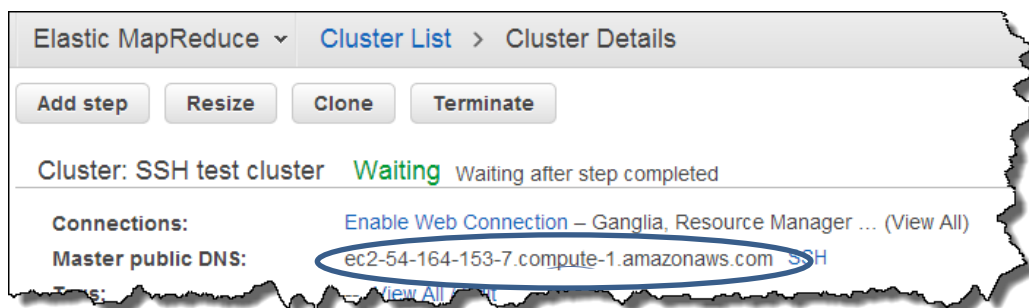 Elastic MapReduce Cluster List > Cluster Details
Add step Resize Clone Terminate
Cluster: SSH test cluster Waiting Waiting after step completed
Connections: Enable Web Connection – Ganglia, Resource Manager ... (View All)
Master public DNS: ec2-54-164-153-7.compute-1.amazonaws.com SSH
Tags: -- View All